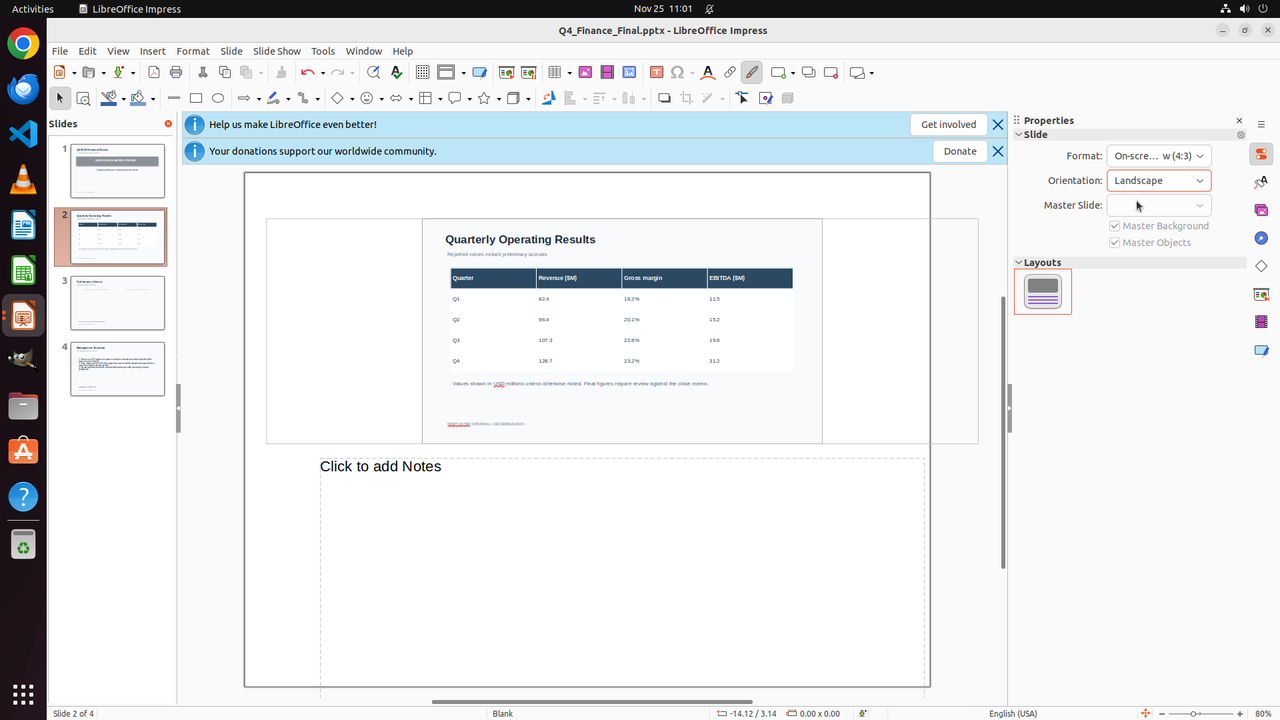 Activities
LibreOffice Impress
Nov 25 11:01
Q4_Finance_Final.pptx - LibreOffice Impress
File Edit View Insert Format Slide Slide Show Tools Window Help
Slides
Help us make LibreOffice even better!
Get involved
Your donations support our worldwide community.
Donate
1
2
3
4
Quarterly Operating Results
Reported values include preliminary accruals
Quarter Revenue ($M) Gross margin EBITDA ($M)
Q1 82.4 18.2% 11.5
Q2 96.4 20.1% 15.2
Q3 107.3 22.6% 19.6
Q4 128.7 23.2% 31.2
Values shown in USD millions unless otherwise noted. Final figures require review against the close memo.
Click to add Notes
Properties
Slide
Format: On-scre... w (4:3)
Orientation: Landscape
Master Slide:
Master Background
Master Objects
Layouts
Slide 2 of 4
Blank
-14.12 / 3.14
0.00 x 0.00
English (USA)
80%